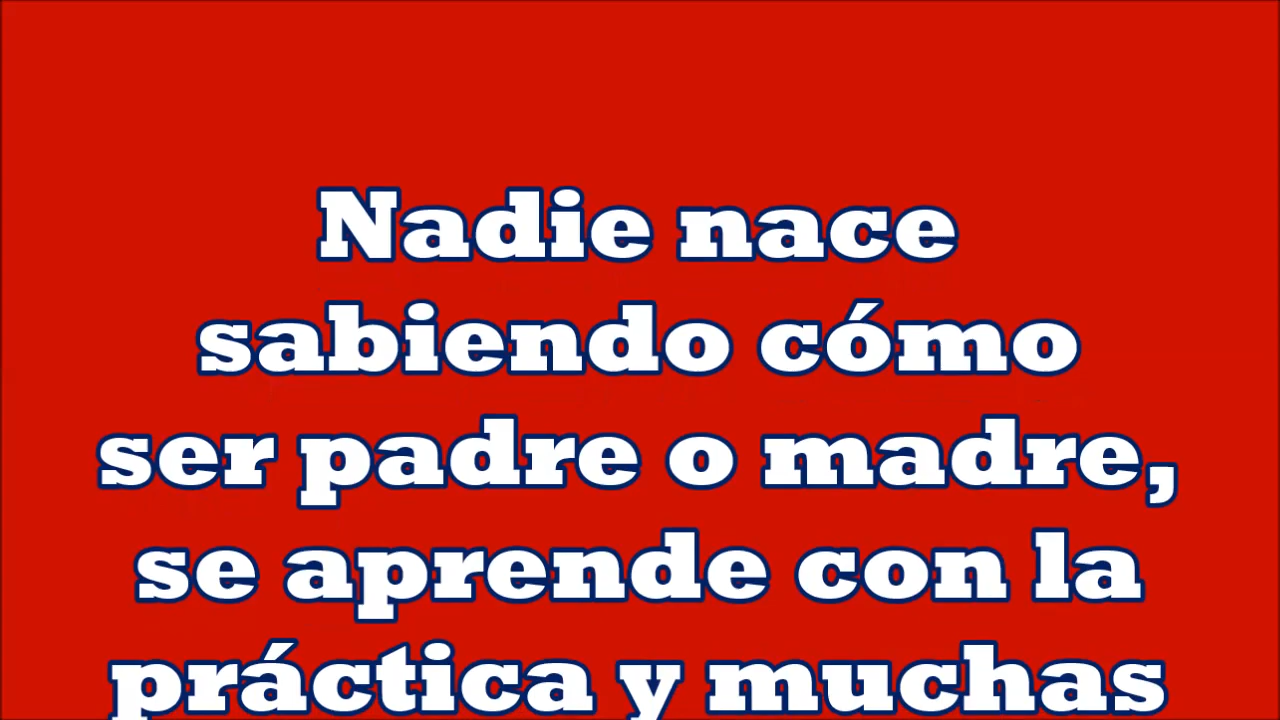 Nadie nace
sabiendo cómo
ser padre o madre,
se aprende con la
práctica y muchas